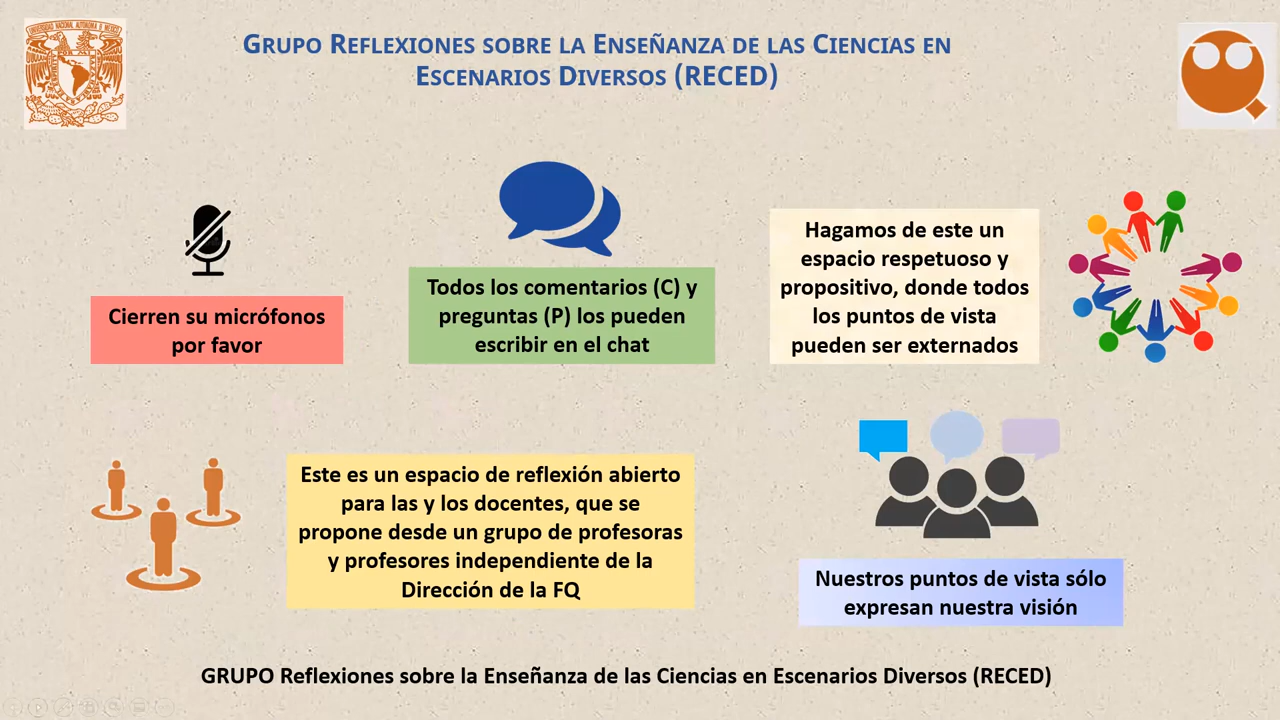 GRUPO REFLEXIONES SOBRE LA ENSEÑANZA DE LAS CIENCIAS EN
ESCENARIOS DIVERSOS (RECED)
Cierren su micrófonos
por favor
Todos los comentarios (C) y
preguntas (P) los pueden
escribir en el chat
Hagamos de este un
espacio respetuoso y
propositivo, donde todos
los puntos de vista
pueden ser externados
Este es un espacio de reflexión abierto
para las y los docentes, que se
propone desde un grupo de profesoras
y profesores independiente de la
Dirección de la FQ
Nuestros puntos de vista sólo
expresan nuestra visión
GRUPO Reflexiones sobre la Enseñanza de las Ciencias en Escenarios Diversos (RECED)